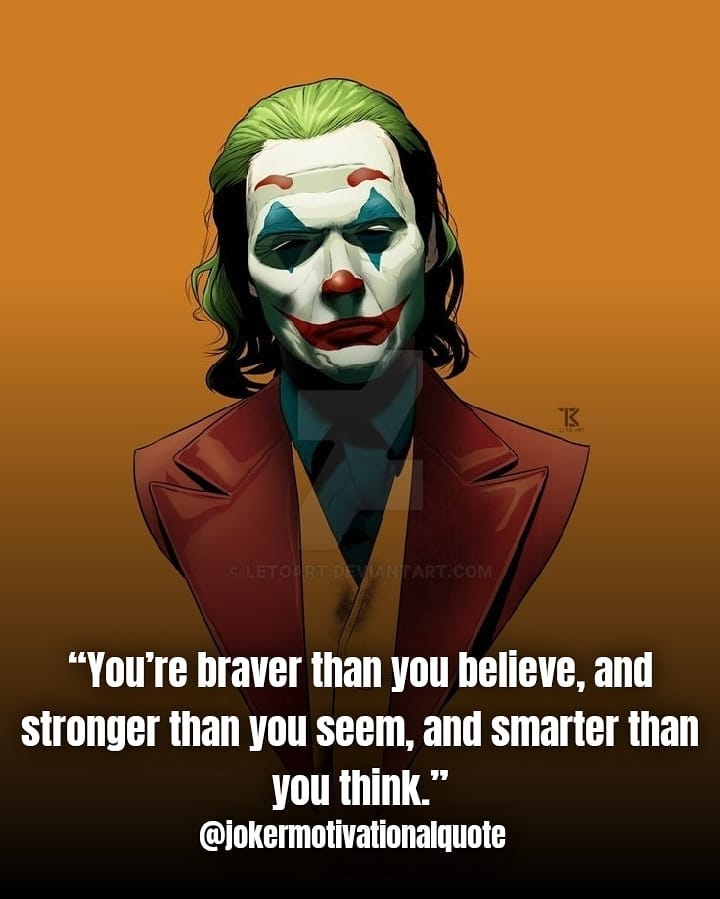 © LETOART.DEVIANTART.COM
“You’re braver than you believe, and
stronger than you seem, and smarter than
you think.”
@jokermotivationalquote